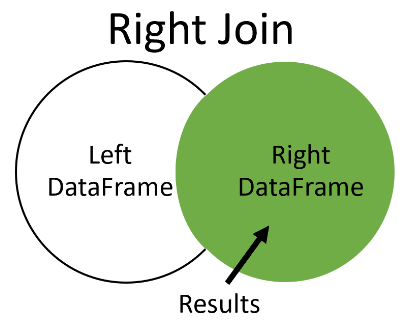 Right Join
Left
DataFrame
Right
DataFrame
Results